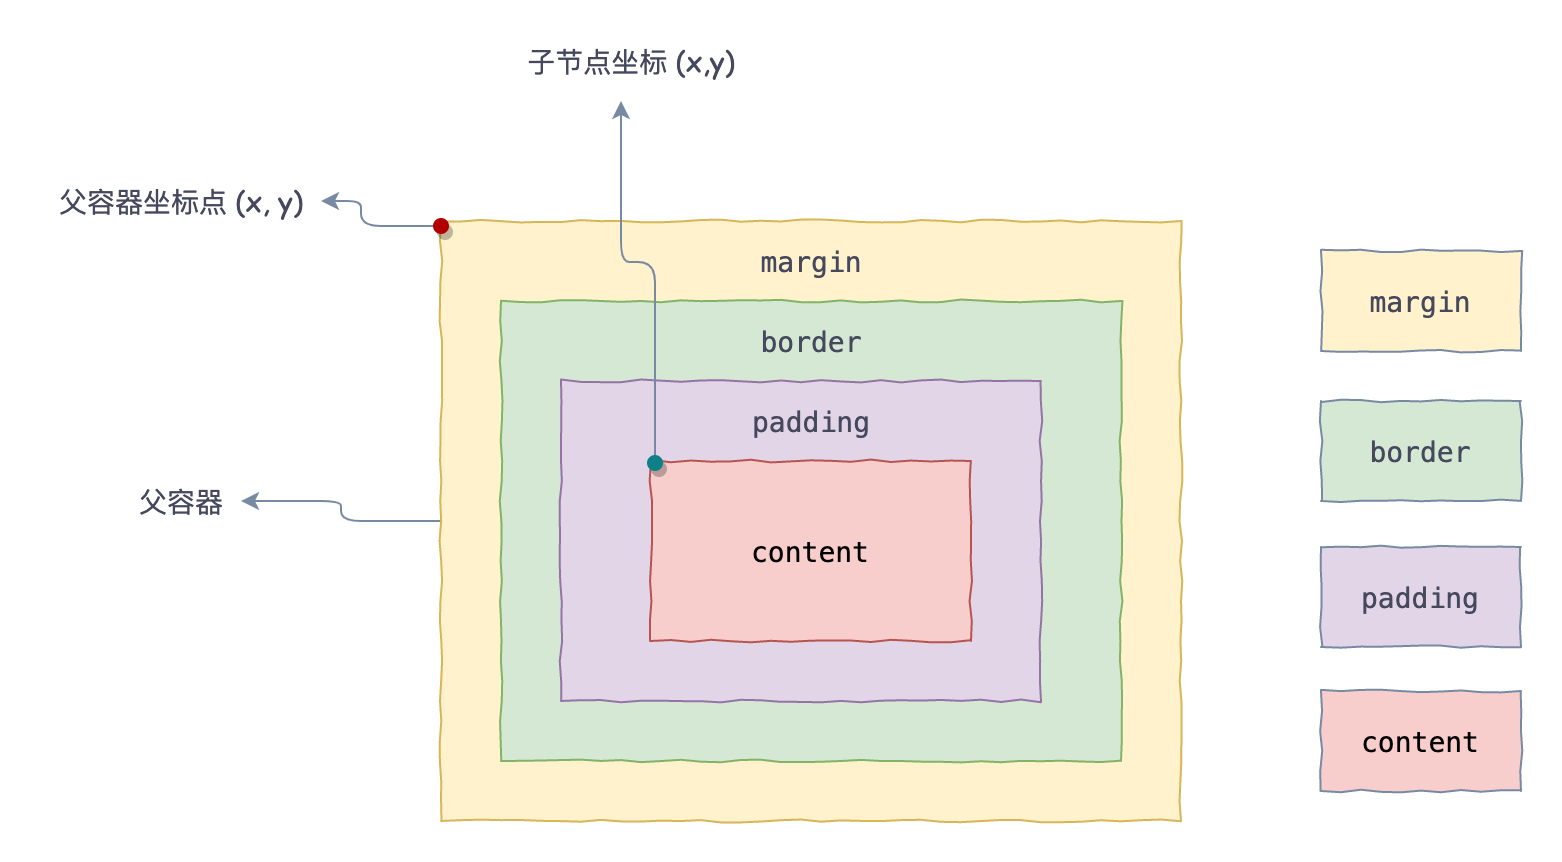 子节点坐标 (x,y)
父容器坐标点 (x, y)
margin
border
padding
父容器
content
margin
border
padding
content